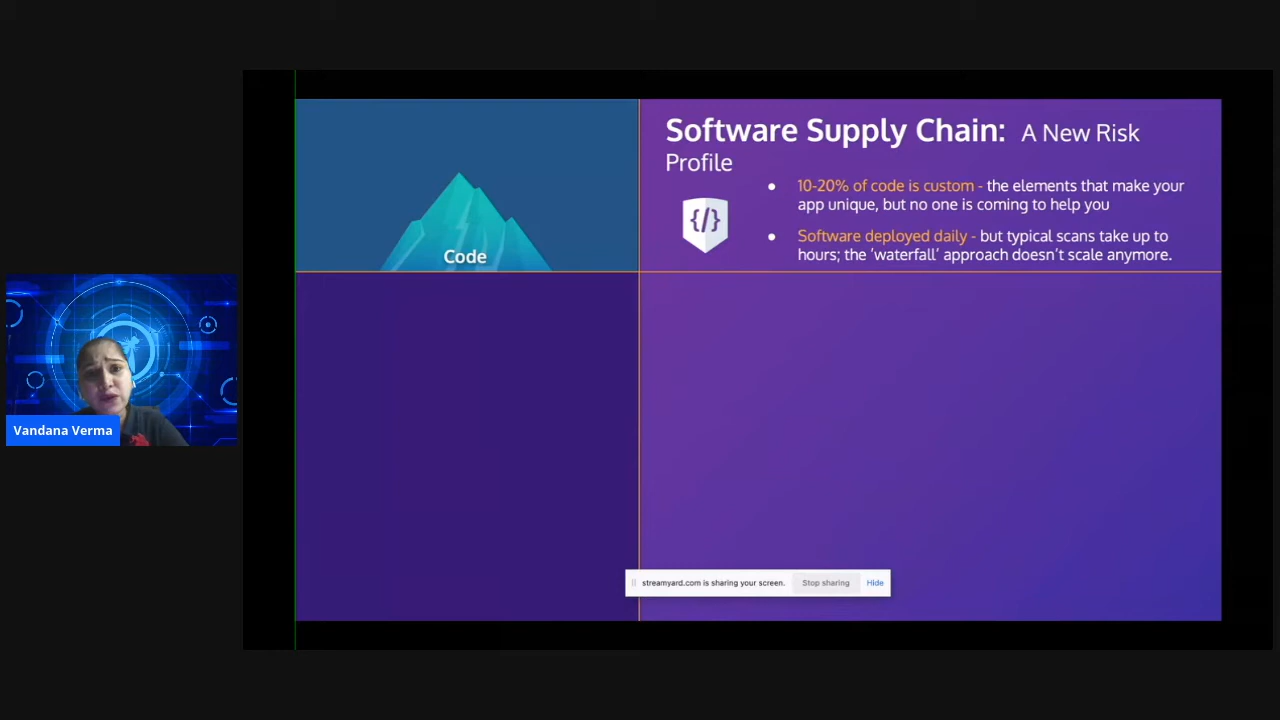 Software Supply Chain: A New Risk
Profile
10-20% of code is custom - the elements that make your
app unique, but no one is coming to help you
{/}
Software deployed daily - but typical scans take up to
hours; the 'waterfall' approach doesn't scale anymore.
Code
Vandana Verma
streamyard.com is sharing your screen. Stop sharing Hide